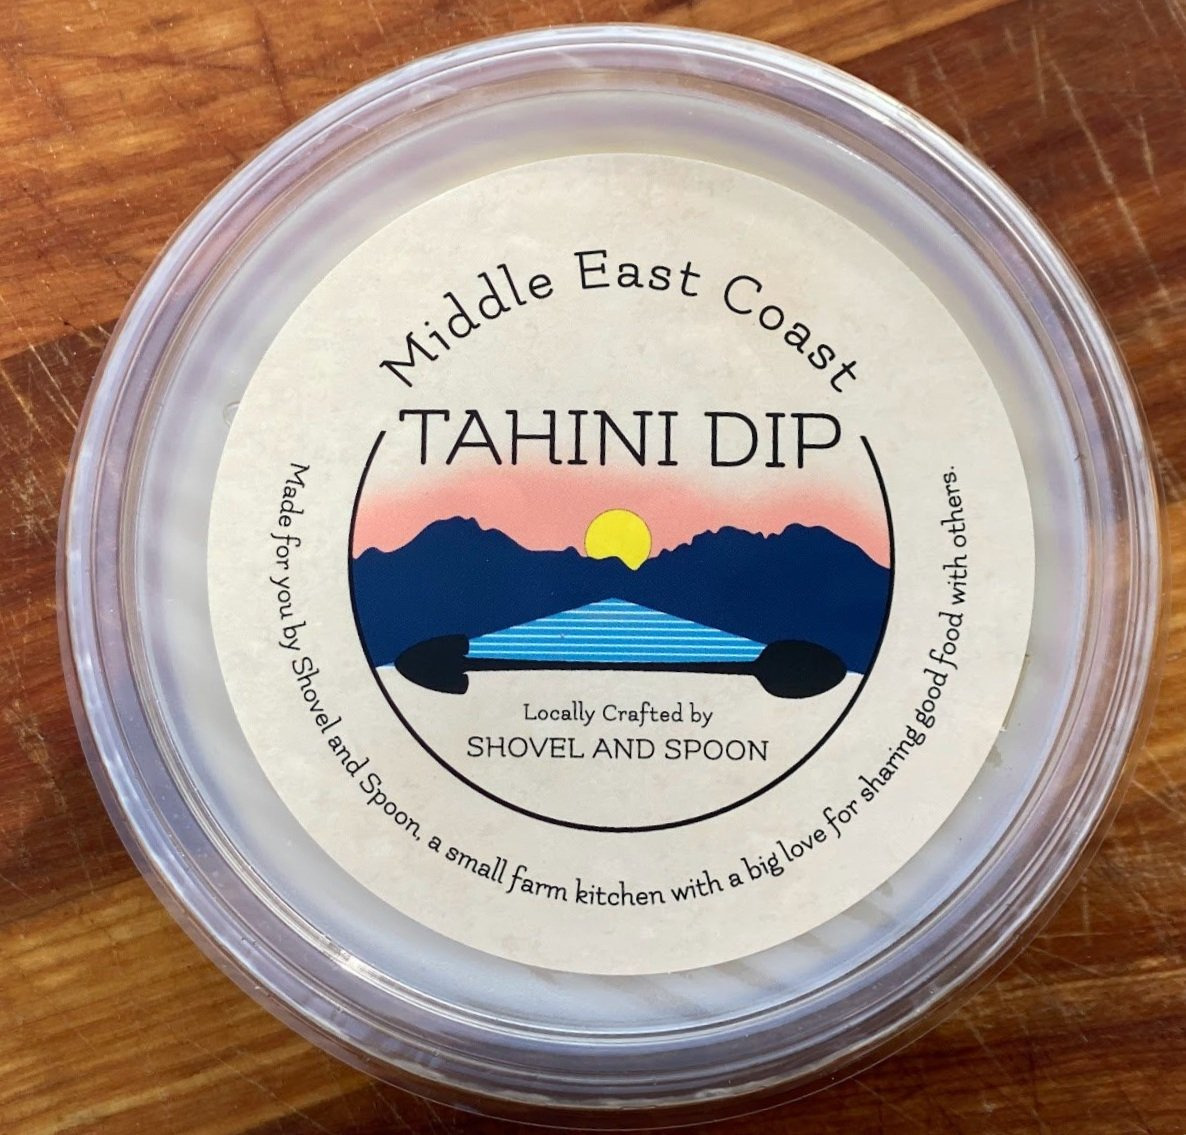 Middle East Coast
TAHINI DIP
Locally Crafted by
SHOVEL AND SPOON
Made for you by Shovel and Spoon, a small farm kitchen with a big love for sharing good food with others.